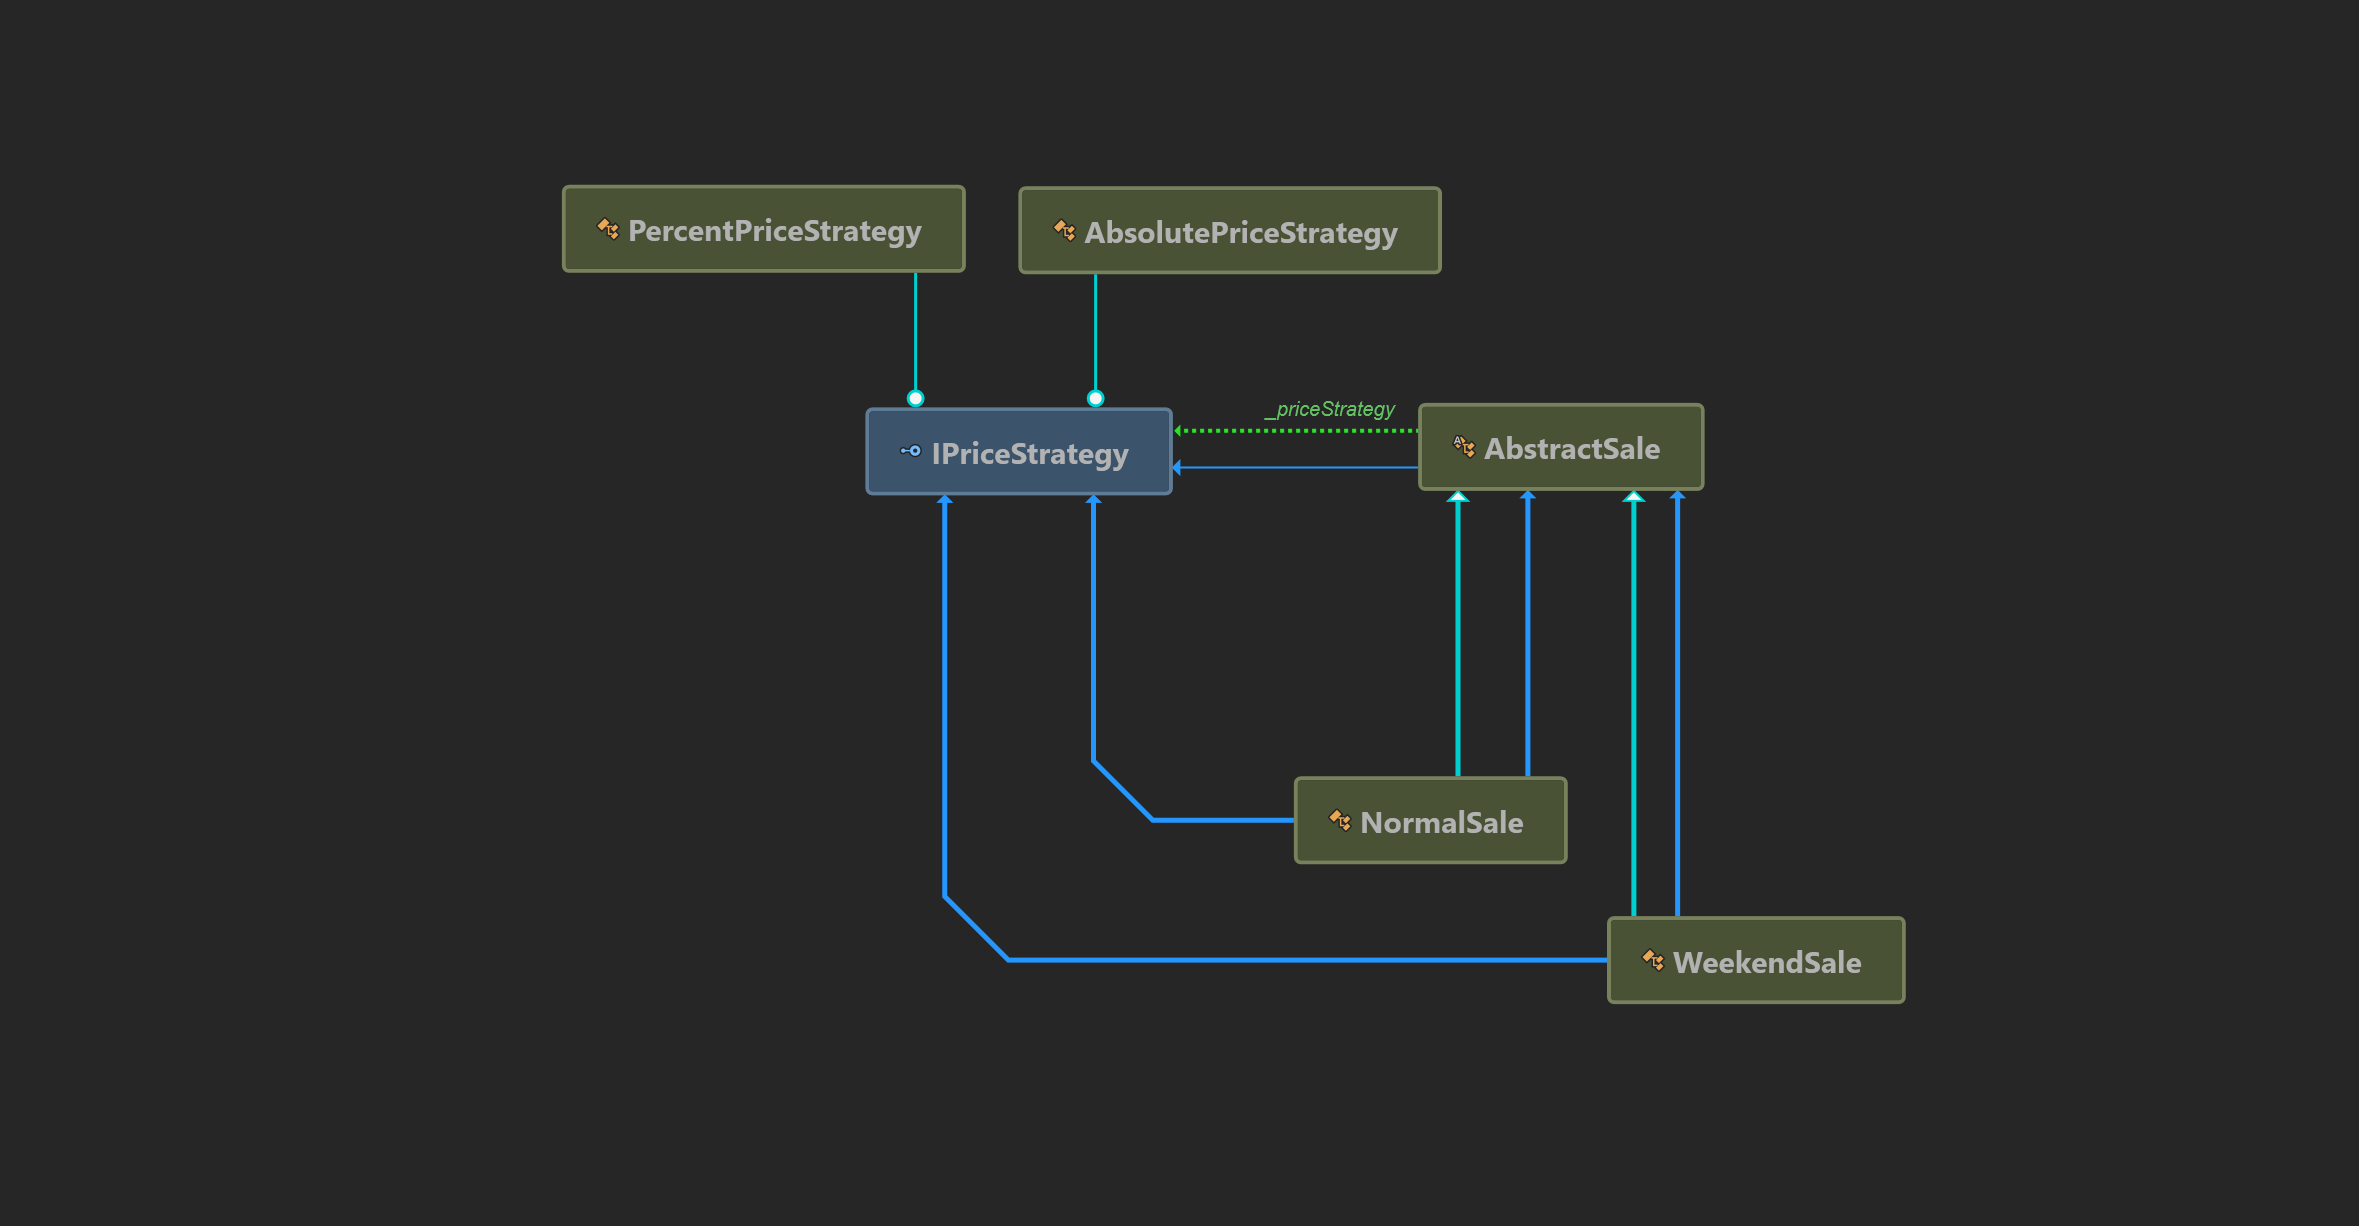 PercentPriceStrategy
AbsolutePriceStrategy
_priceStrategy
IPriceStrategy
AbstractSale
NormalSale
WeekendSale